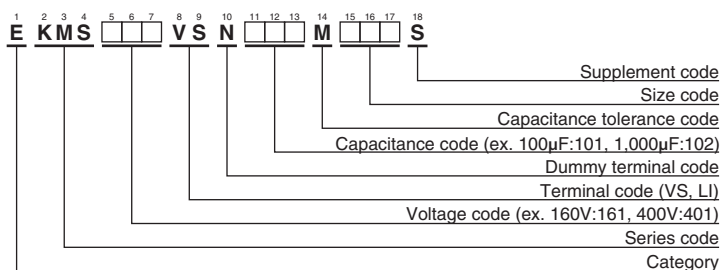 1 2 3 4 5 6 7 8 9 10 11 12 13 14 15 16 17 18
E K M S V S N M S
Supplement code
Size code
Capacitance tolerance code
Capacitance code (ex. 100µF:101, 1,000µF:102)
Dummy terminal code
Terminal code (VS, LI)
Voltage code (ex. 160V:161, 400V:401)
Series code
Category